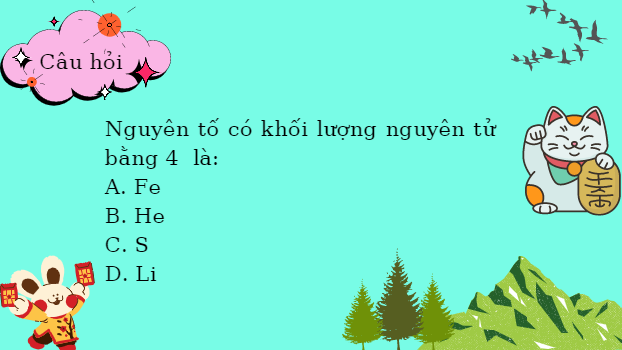 Câu hỏi
Nguyên tố có khối lượng nguyên tử
bằng 4 là:
A. Fe
B. He
C. S
D. Li